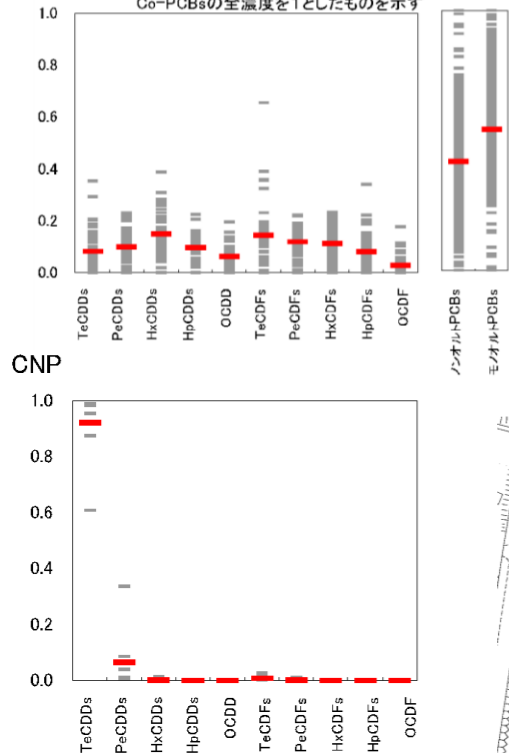 Co-PCBsの全濃度を1としたものを示す
1.0
0.8
0.6
0.4
0.2
0.0
TeCDDs
PeCDDs
HxCDDs
HpCDDs
OCDD
TeCDFs
PeCDFs
HxCDFs
HpCDFs
OCDF
ノンオルトPCBs
モノオルトPCBs
CNP
1.0
0.8
0.6
0.4
0.2
0.0
TeCDDs
PeCDDs
HxCDDs
HpCDDs
OCDD
TeCDFs
PeCDFs
HxCDFs
HpCDFs
OCDF